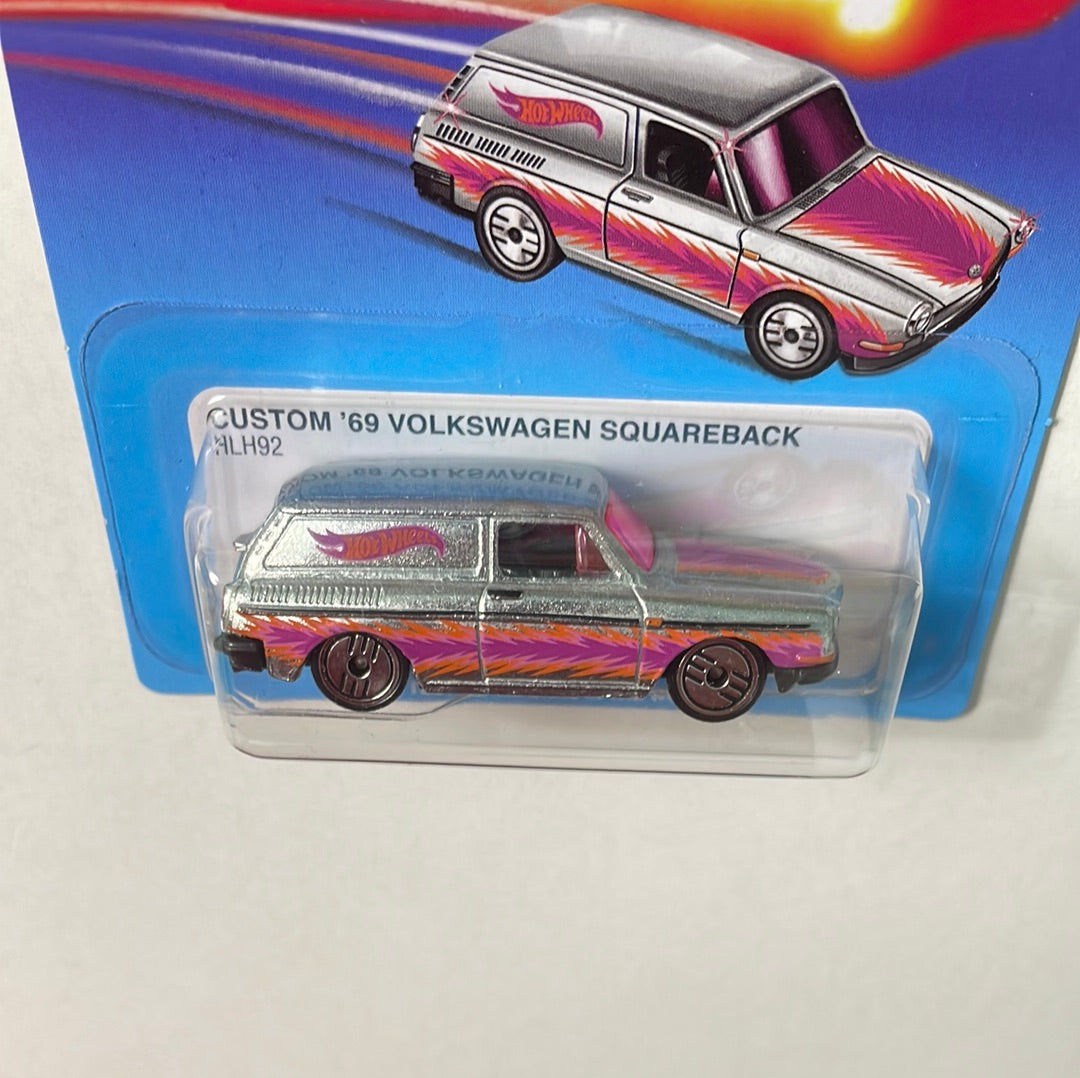 HOT WHEELS
CUSTOM '69 VOLKSWAGEN SQUAREBACK
HLH92
HOT WHEELS